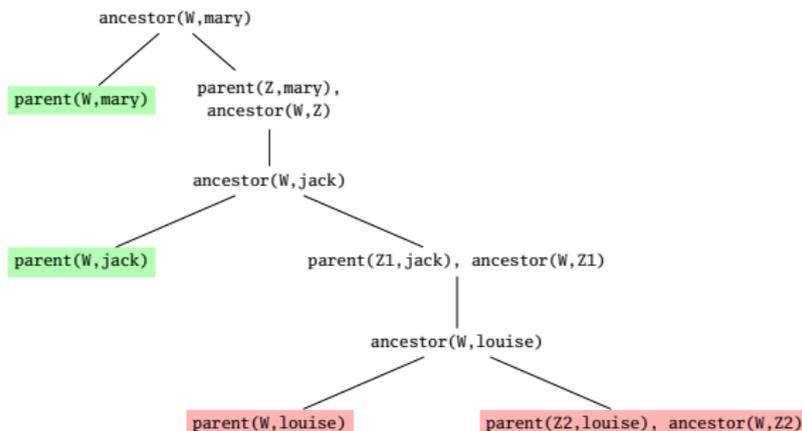 ancestor(W,mary)
parent(W,mary)
parent(Z,mary),
ancestor(W,Z)
ancestor(W,jack)
parent(W,jack)
parent(Z1,jack), ancestor(W,Z1)
ancestor(W,louise)
parent(W,louise)
parent(Z2,louise), ancestor(W,Z2)